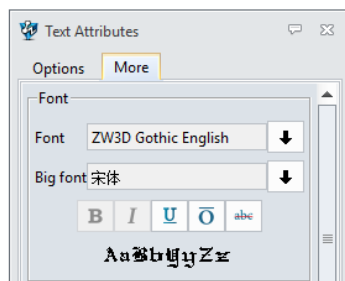 Text Attributes
Options More
Font
Font ZW3D Gothic English
Big font 宋体
B I U O abc
AaBbYyZz